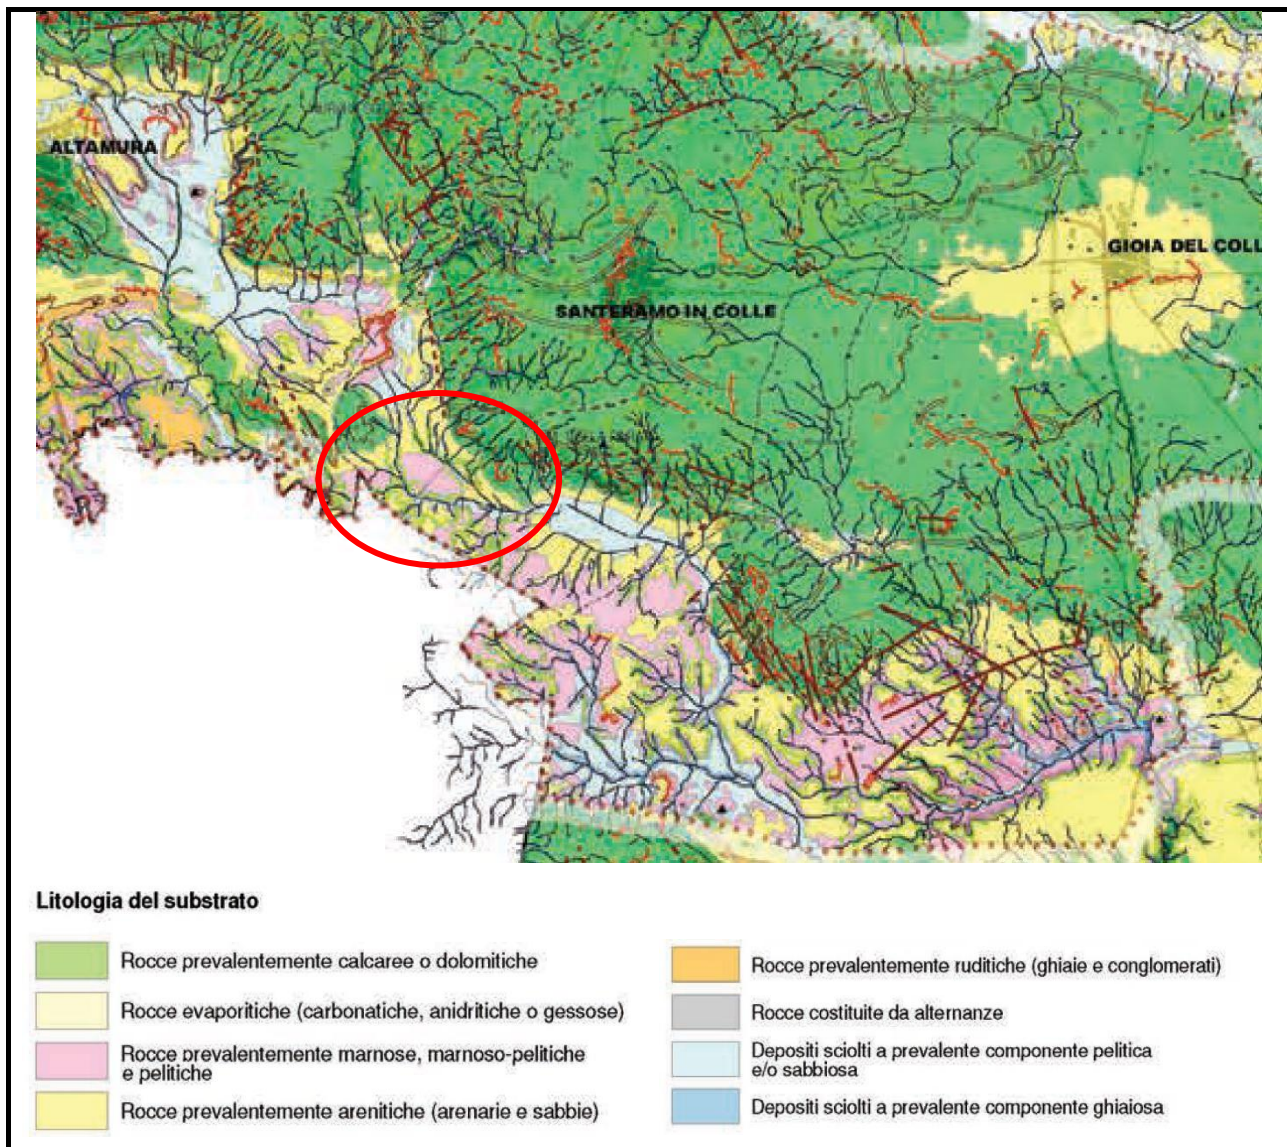 ALTAMURA
GIOIA DEL COLL
SANTERAMO IN COLLE
Litologia del substrato
Rocce prevalentemente calcaree o dolomitiche
Rocce evaporitiche (carbonatiche, anidritiche o gessose)
Rocce prevalentemente marnose, marnoso-pelitiche
e pelitiche
Rocce prevalentemente arenitiche (arenarie e sabbie)
Rocce prevalentemente ruditiche (ghiaie e conglomerati)
Rocce costituite da alternanze
Depositi sciolti a prevalente componente pelitica
e/o sabbiosa
Depositi sciolti a prevalente componente ghiaiosa